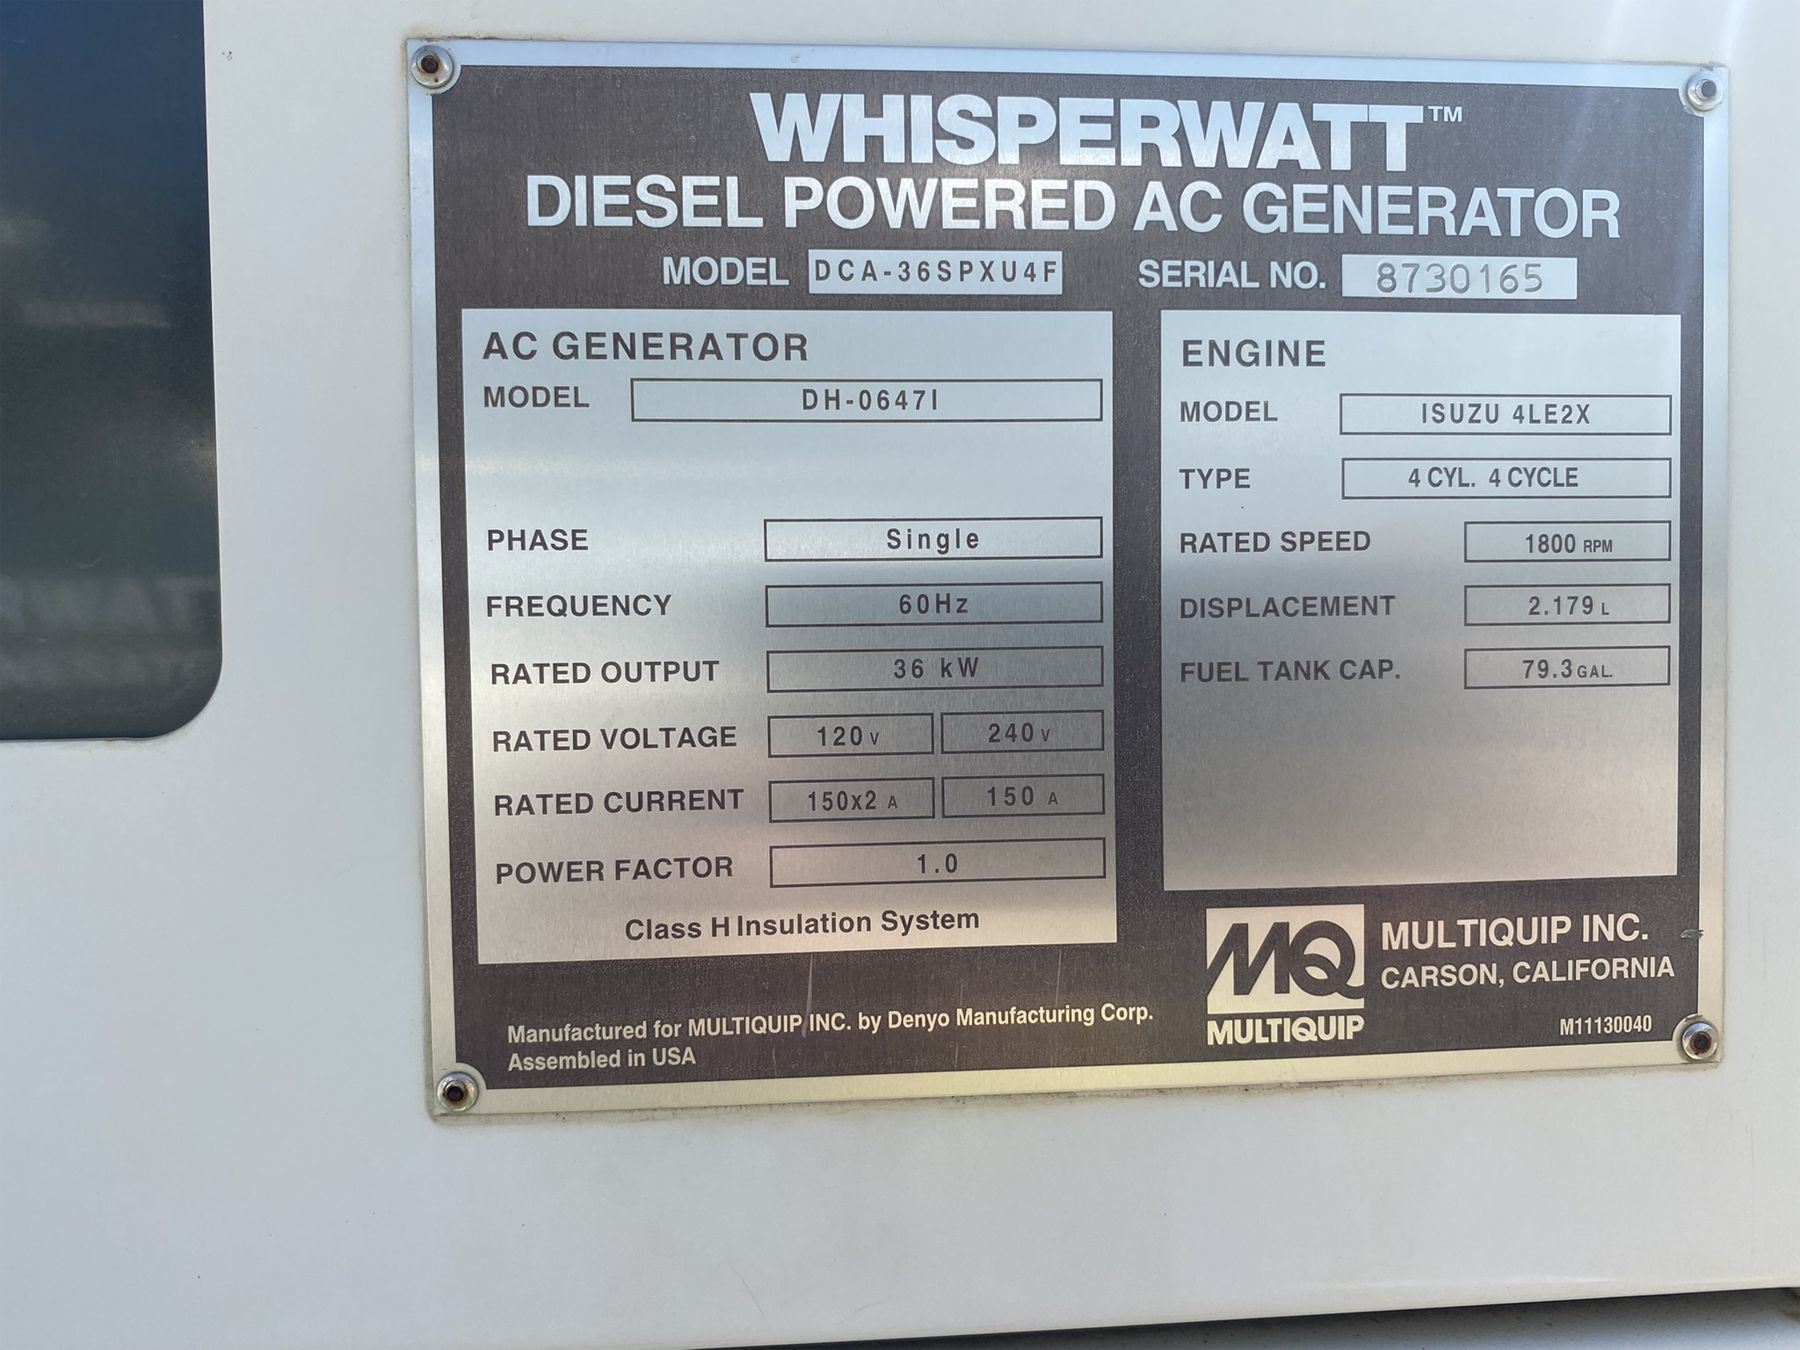 WHISPERWATT™
DIESEL POWERED AC GENERATOR
MODEL DCA-36SPXU4F SERIAL NO. 8730165
AC GENERATOR
MODEL DH-0647I
PHASE Single
FREQUENCY 60Hz
RATED OUTPUT 36 kW
RATED VOLTAGE 120 V 240 V
RATED CURRENT 150x2 A 150 A
POWER FACTOR 1.0
Class H Insulation System
ENGINE
MODEL ISUZU 4LE2X
TYPE 4 CYL. 4 CYCLE
RATED SPEED 1800 RPM
DISPLACEMENT 2.179 L
FUEL TANK CAP. 79.3 GAL.
Manufactured for MULTIQUIP INC. by Denyo Manufacturing Corp.
Assembled in USA
MQ
MULTIQUIP
MULTIQUIP INC.
CARSON, CALIFORNIA
M11130040